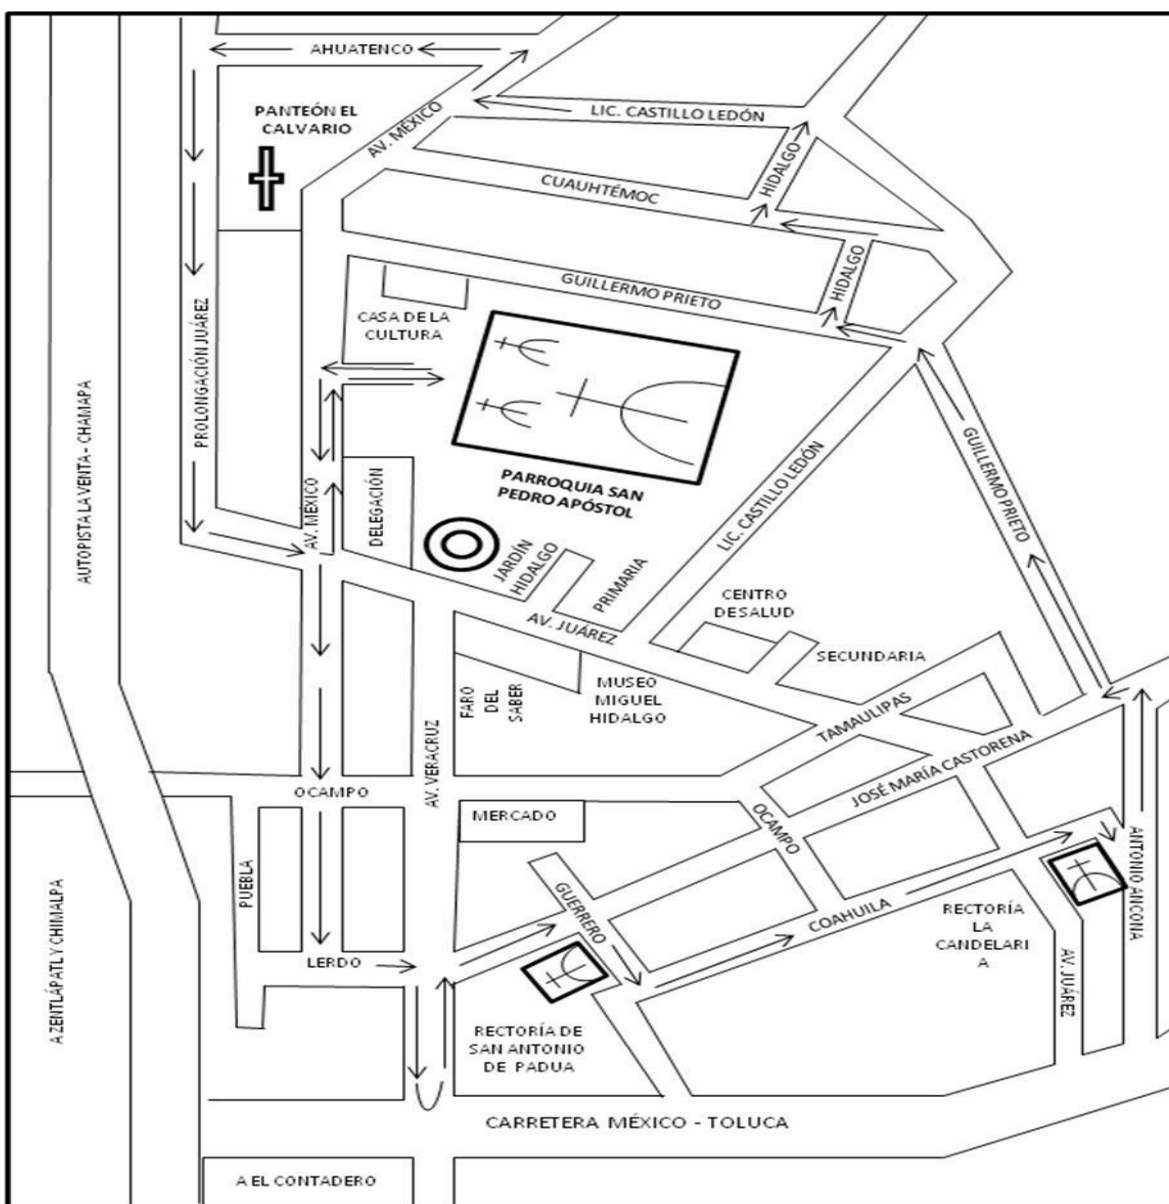 AHUATENCO
PANTEÓN EL
CALVARIO
AV. MÉXICO
LIC. CASTILLO LEDÓN
HIDALGO
CUAUHTÉMOC
HIDALGO
GUILLERMO PRIETO
CASA DE LA
CULTURA
PROLONGACIÓN JUÁREZ
AUTOPISTA LA VENTA - CHAMAPA
PARROQUIA SAN
PEDRO APÓSTOL
LIC. CASTILLO LEDÓN
GUILLERMO PRIETO
AV. MÉXICO
DELEGACIÓN
JARDÍN
HIDALGO
PRIMARIA
AV. JUÁREZ
CENTRO
DE SALUD
SECUNDARIA
FARO
DEL
SABER
MUSEO
MIGUEL
HIDALGO
TAMAULIPAS
AV. VERACRUZ
JOSÉ MARÍA CASTORENA
OCAMPO
MERCADO
OCAMPO
PUEBLA
GUERRERO
COAHUILA
ANTONIO ANCONA
RECTORÍA
LA
CANDELARI
A
AV. JUÁREZ
A ZENTLÁPATL Y CHIMALPA
LERDO
RECTORÍA DE
SAN ANTONIO
DE PADUA
CARRETERA MÉXICO - TOLUCA
A EL CONTADERO